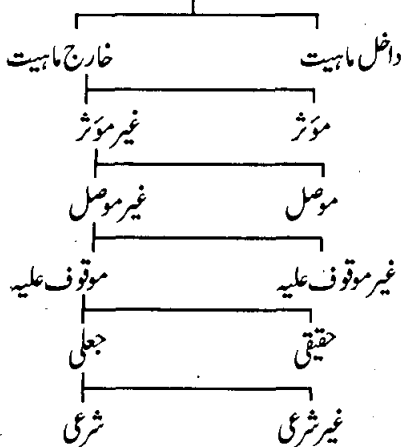 داخل ماہیت خارج ماہیت
مؤثر غیر مؤثر
موصل غیر موصل
غیر موقوف علیہ موقوف علیہ
حقیقی جعلی
غیر شرعی شرعی